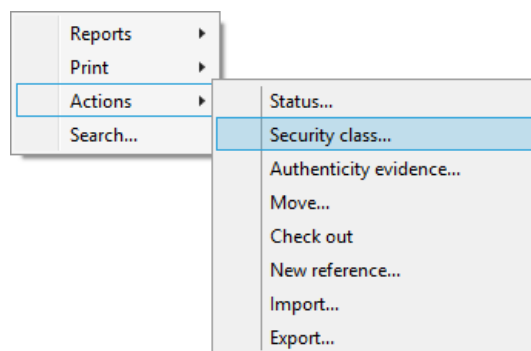 Reports
Print
Actions
Search...
Status...
Security class...
Authenticity evidence...
Move...
Check out
New reference...
Import...
Export...